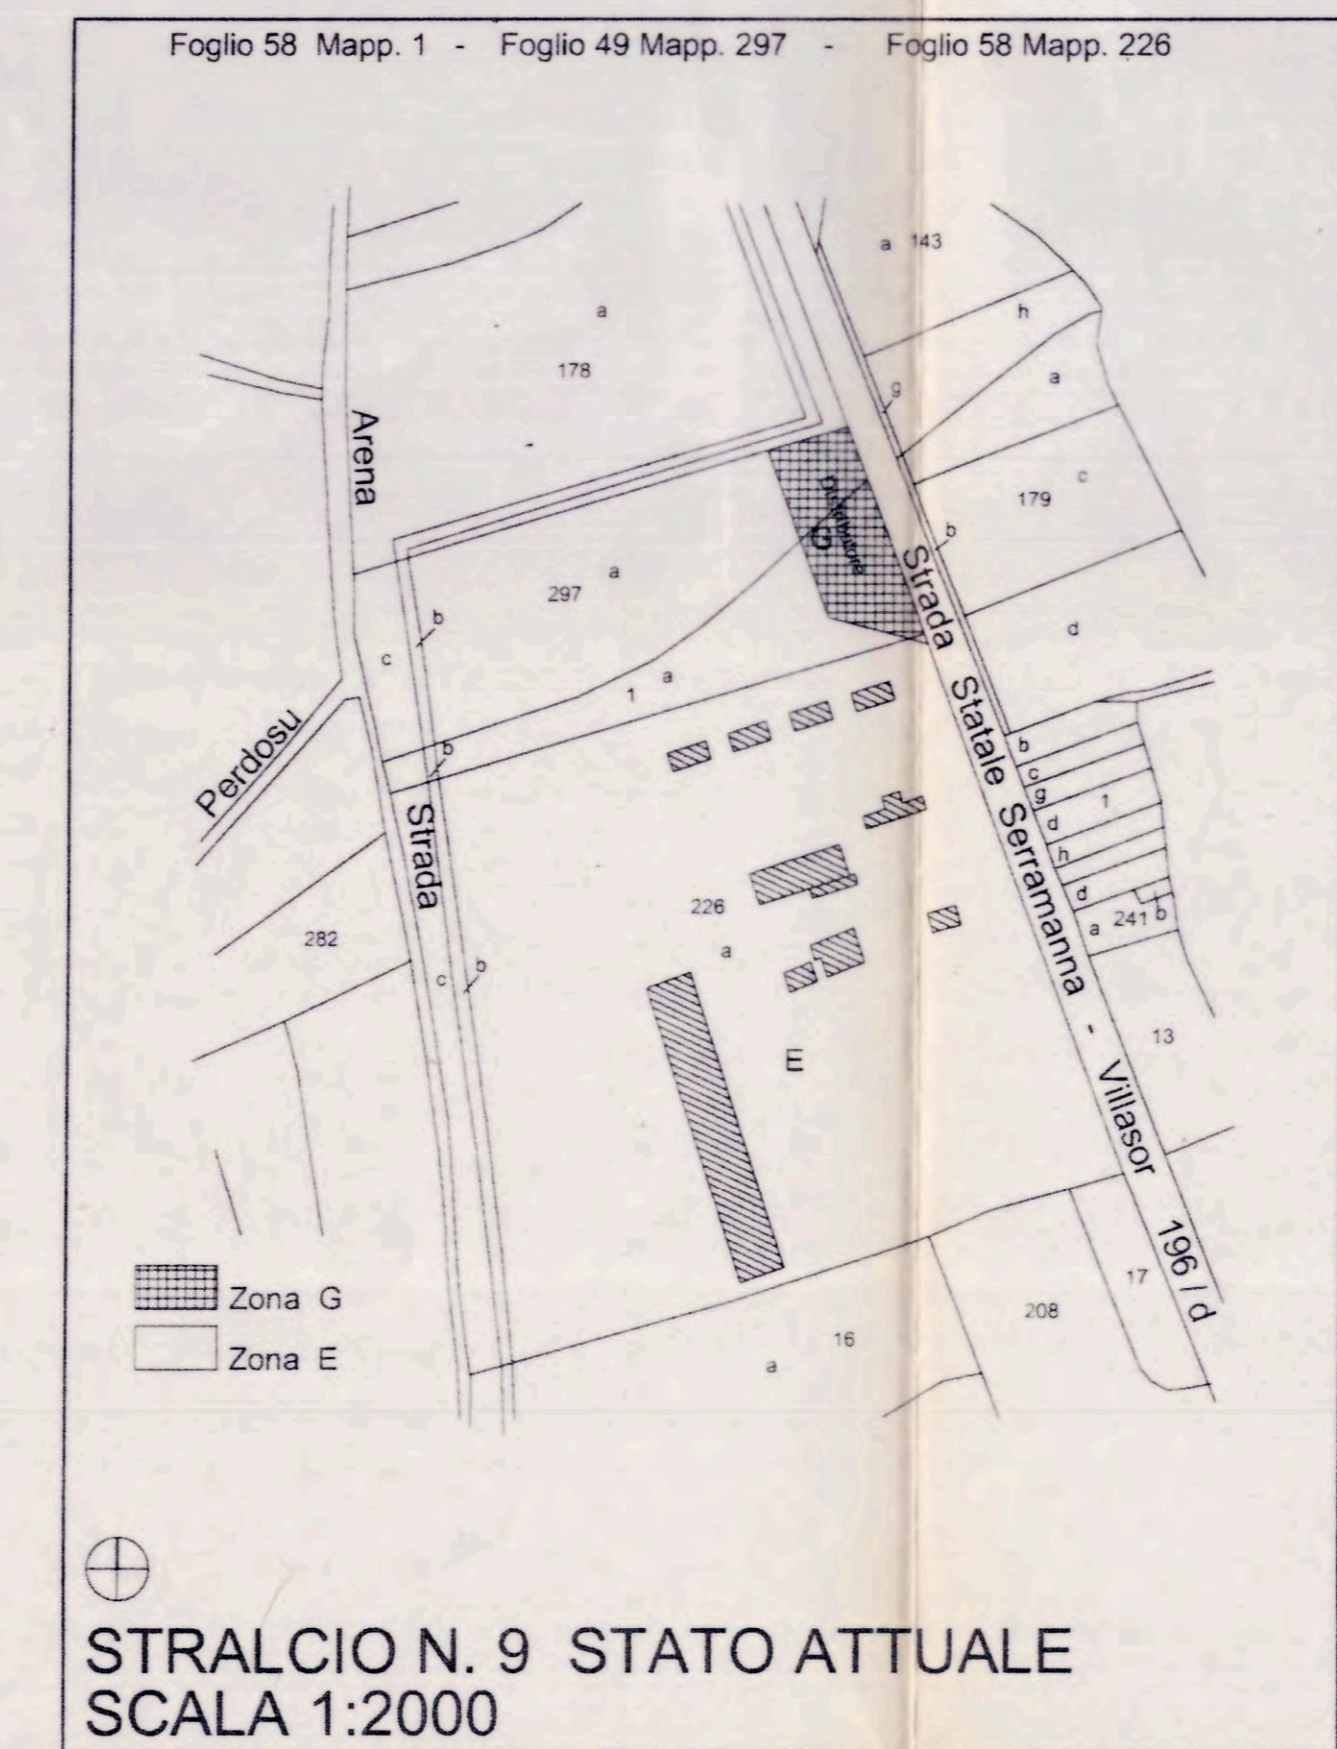 Foglio 58 Mapp. 1 - Foglio 49 Mapp. 297 - Foglio 58 Mapp. 226
a 143
h
a
178
a
g
Arena
c
179
Distributore
G
b
a
297
b
c
d
a
1
b
Perdosu
Strada Statale Serramanna - Villasor 196 / d
b
c
g
1
d
h
d
a
241
b
Strada
226
a
282
c
b
E
13
Zona G
Zona E
17
208
16
a
STRALCIO N. 9 STATO ATTUALE
SCALA 1:2000